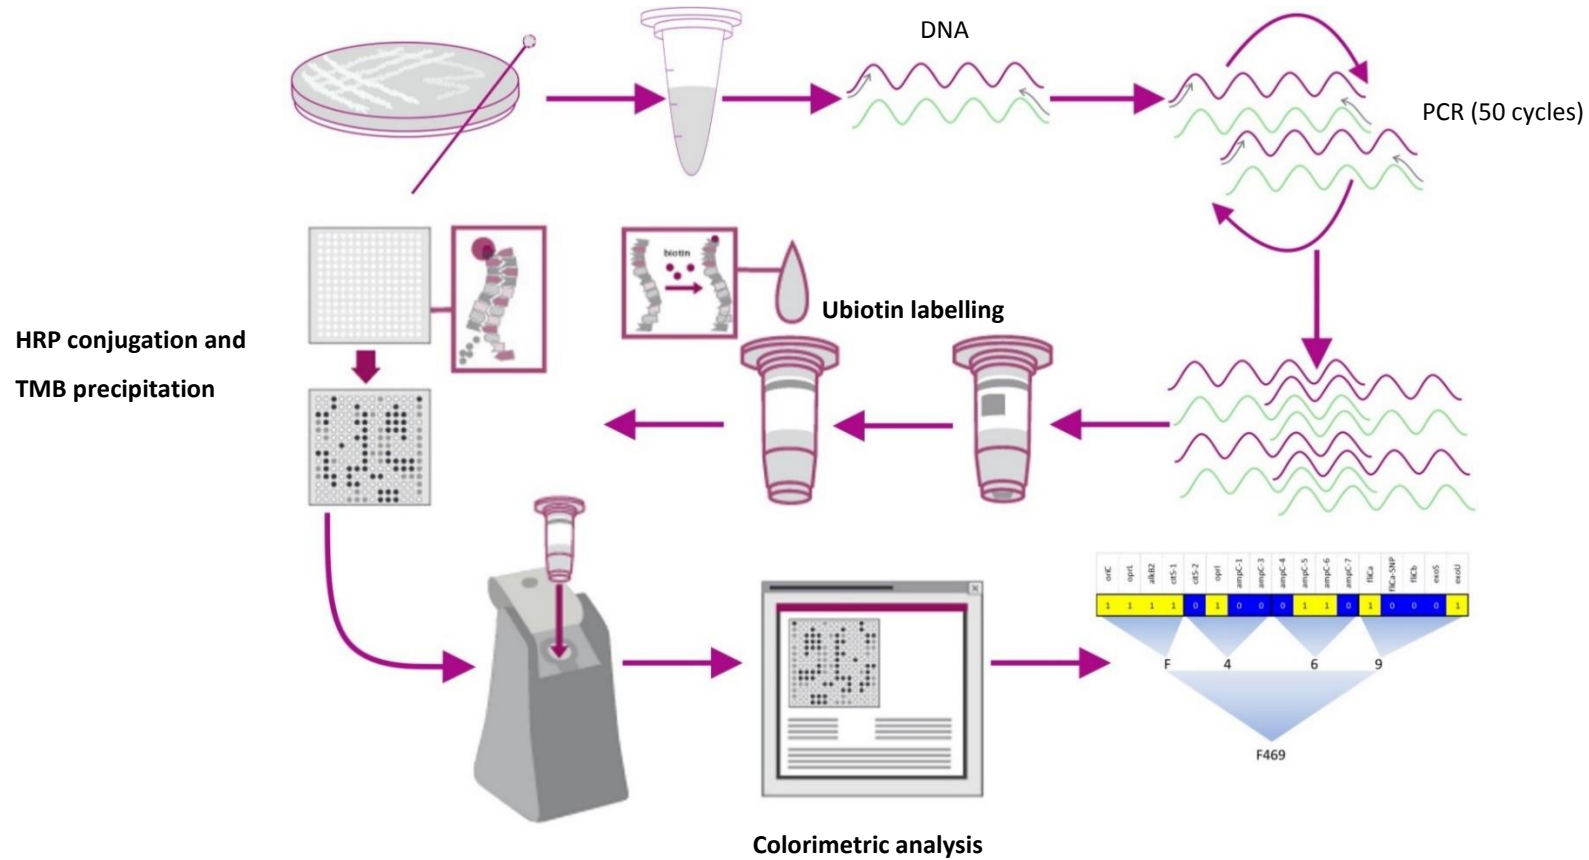 DNA
PCR (50 cycles)
biotin
Ubiotin labelling
HRP conjugation and
TMB precipitation
oriC oprL alkB2 citS-1 citS-2 oprI ampC-1 ampC-3 ampC-4 ampC-5 ampC-6 ampC-7 fliCa fliCa-SNP fliCb exoS exoU
1 1 1 1 0 1 0 0 0 1 1 0 1 0 0 0 1
F 4 6 9
F469
Colorimetric analysis